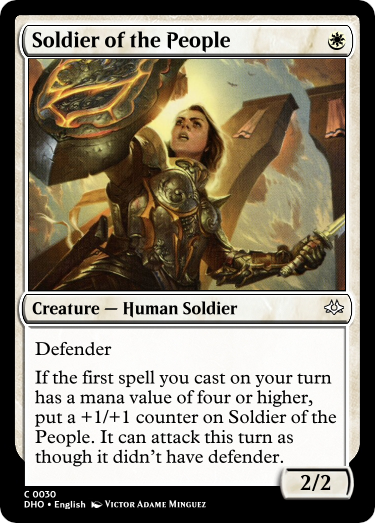 Soldier of the People
Creature — Human Soldier
Defender
If the first spell you cast on your turn
has a mana value of four or higher,
put a +1/+1 counter on Soldier of the
People. It can attack this turn as
though it didn't have defender.
2/2
C 0030
DHO • English Victor Adame Minguez